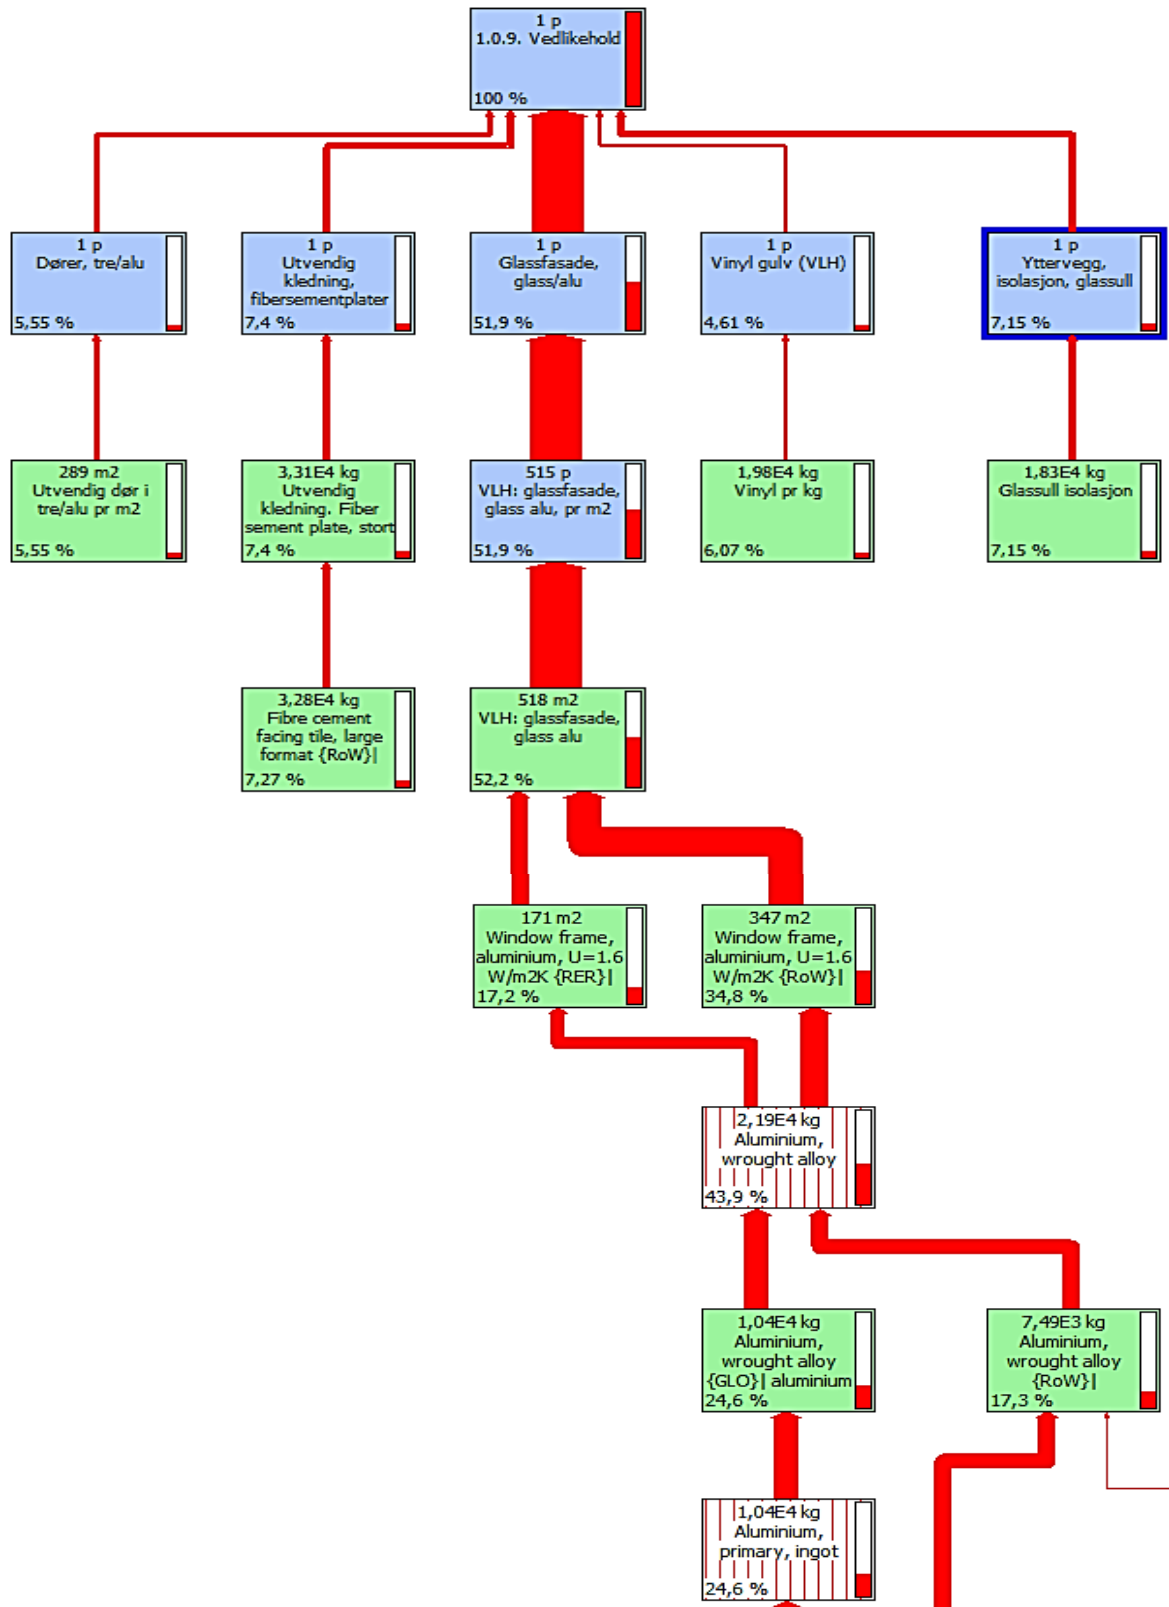 1 p
1.0.9. Vedlikehold
100 %
1 p
Dører, tre/alu
5,55 %
1 p
Utvendig
kledning,
fibersementplater
7,4 %
1 p
Glassfasade,
glass/alu
51,9 %
1 p
Vinyl gulv (VLH)
4,61 %
1 p
Yttervegg,
isolasjon, glassull
7,15 %
289 m2
Utvendig dør i
tre/alu pr m2
5,55 %
3,31E4 kg
Utvendig
kledning. Fiber
sement plate, stort
7,4 %
515 p
VLH: glassfasade,
glass alu, pr m2
51,9 %
1,98E4 kg
Vinyl pr kg
6,07 %
1,83E4 kg
Glassull isolasjon
7,15 %
3,28E4 kg
Fibre cement
facing tile, large
format {RoW}|
7,27 %
518 m2
VLH: glassfasade,
glass alu
52,2 %
171 m2
Window frame,
aluminium, U=1.6
W/m2K {RER}|
17,2 %
347 m2
Window frame,
aluminium, U=1.6
W/m2K {RoW}|
34,8 %
2,19E4 kg
Aluminium,
wrought alloy
43,9 %
1,04E4 kg
Aluminium,
wrought alloy
{GLO}| aluminium
24,6 %
7,49E3 kg
Aluminium,
wrought alloy
{RoW}|
17,3 %
1,04E4 kg
Aluminium,
primary, ingot
24,6 %